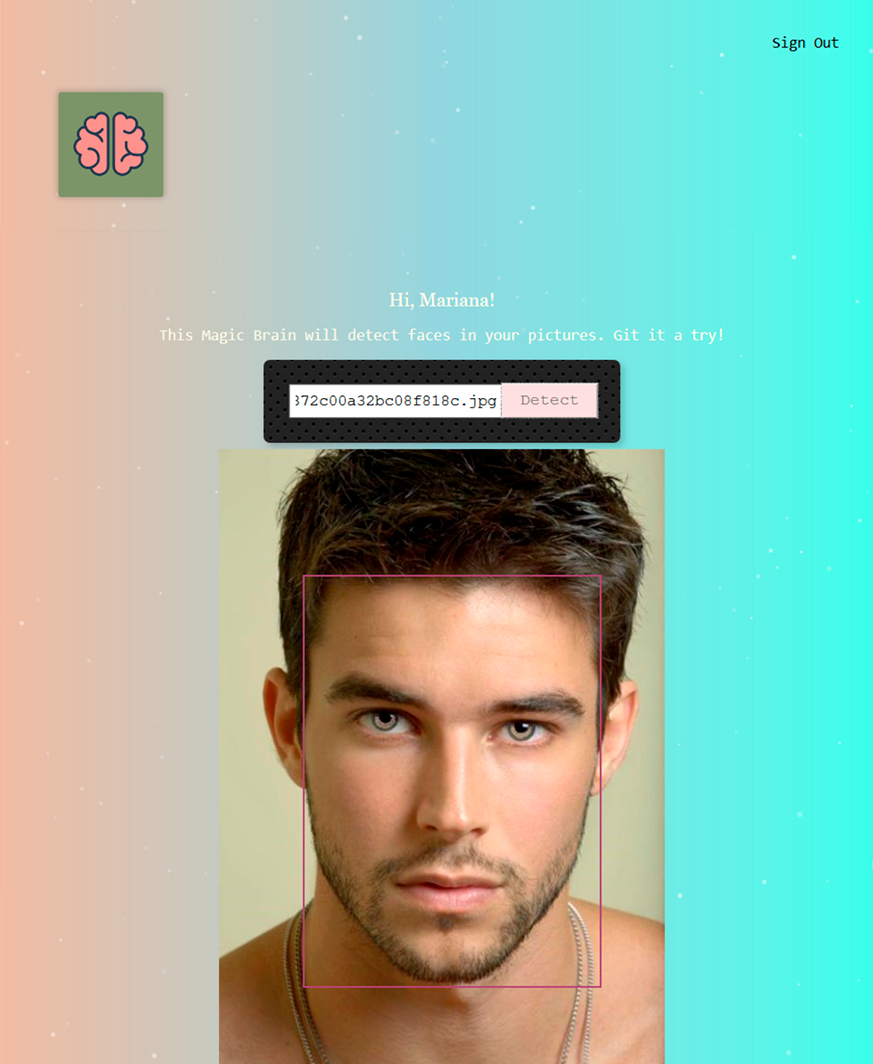 Sign Out
Hi, Mariana!
This Magic Brain will detect faces in your pictures. Git it a try!
372c00a32bc08f818c.jpg Detect